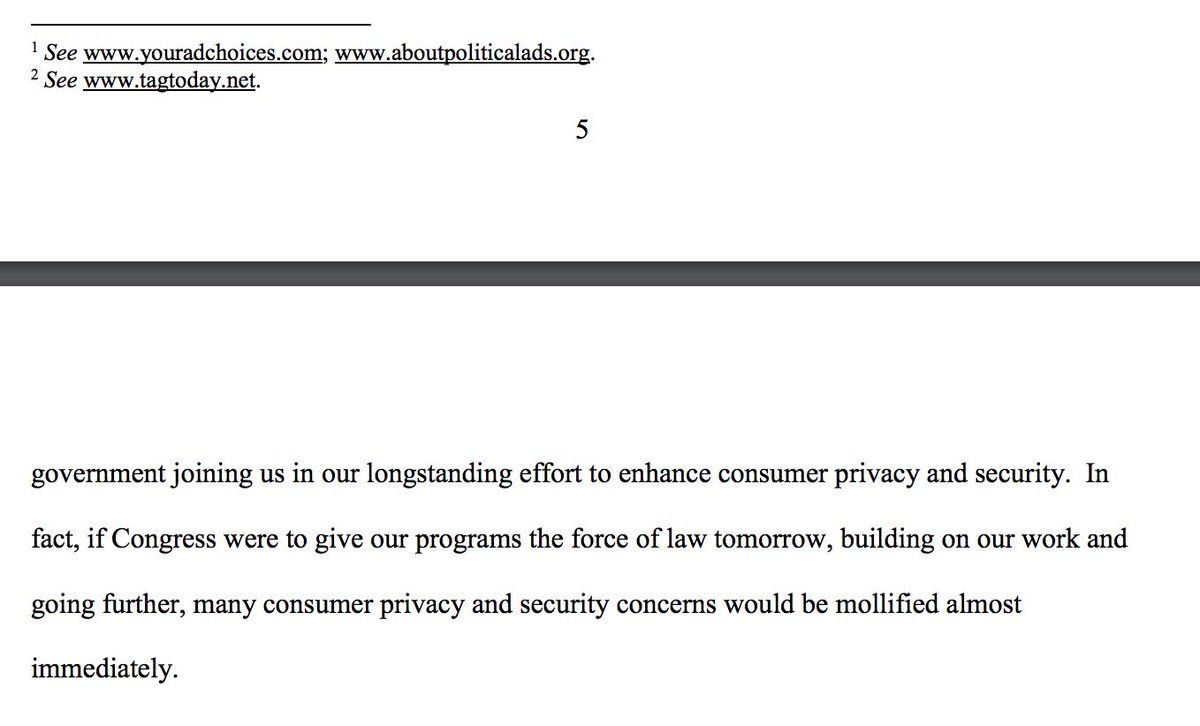 1 See www.youradchoices.com; www.aboutpoliticalads.org.
2 See www.tagtoday.net.
5
government joining us in our longstanding effort to enhance consumer privacy and security.  In
fact, if Congress were to give our programs the force of law tomorrow, building on our work and
going further, many consumer privacy and security concerns would be mollified almost
immediately.